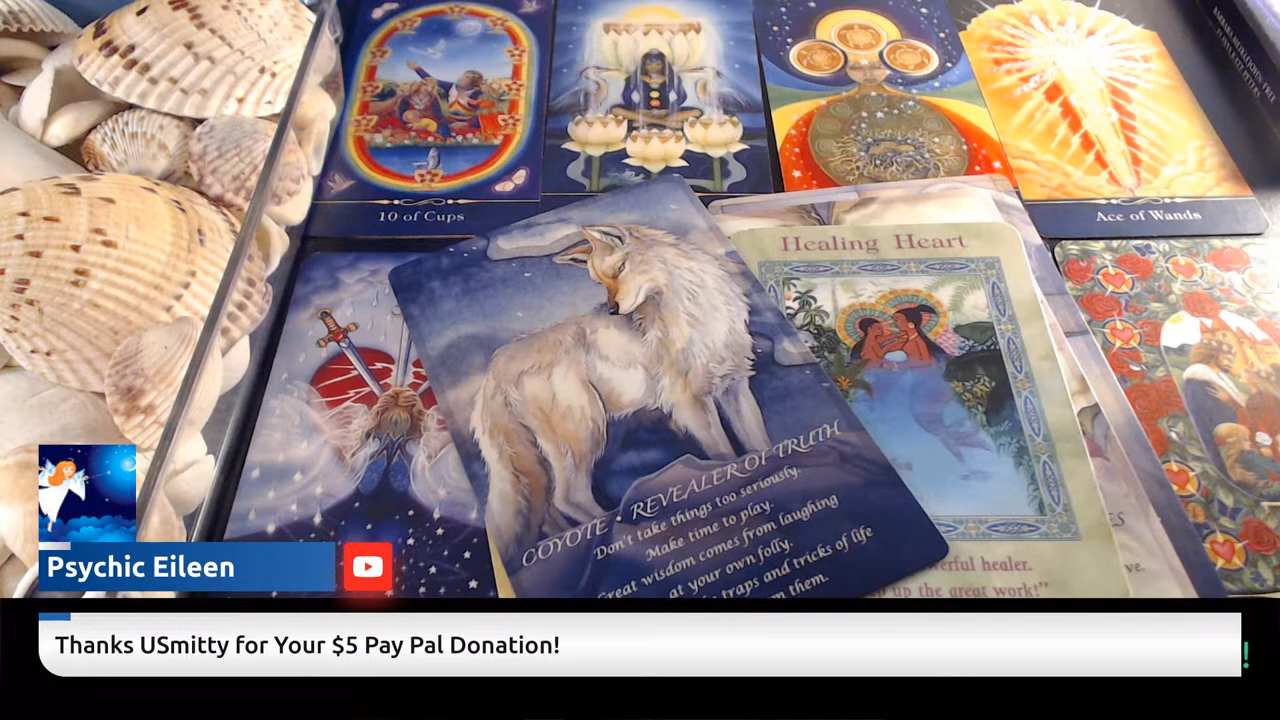 10 of Cups
Ace of Wands
Healing Heart
COYOTE • REVEALER OF TRUTH
Don't take things too seriously.
Make time to play.
Great wisdom comes from laughing
at your own folly.
traps and tricks of life
them.
healer.
up the great work!"
ve.
Psychic Eileen
Thanks USmitty for Your $5 Pay Pal Donation!
!